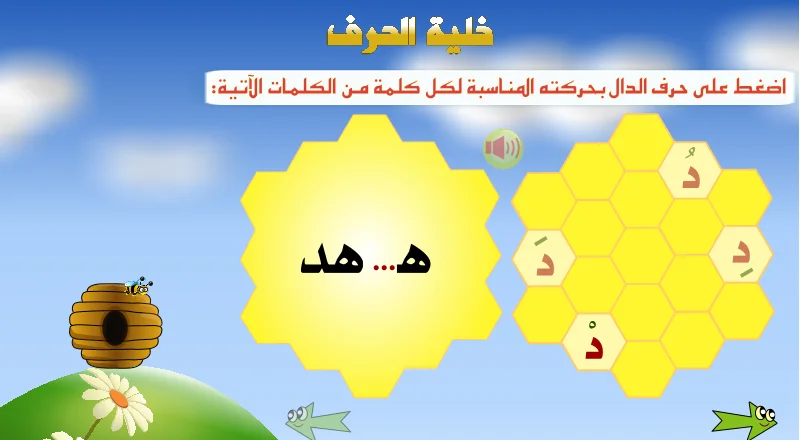 خلية الحرف
اضغط على حرف الدال بحركته المناسبة لكل كلمة من الكلمات الآتية:
هـ...هد
دُ
دَ
دِ
دْ